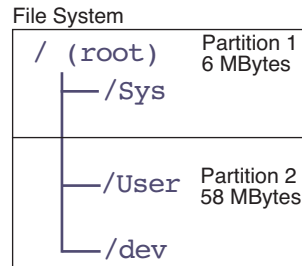 File System
/ (root)
Partition 1
6 MBytes
/Sys
/User
Partition 2
58 MBytes
/dev